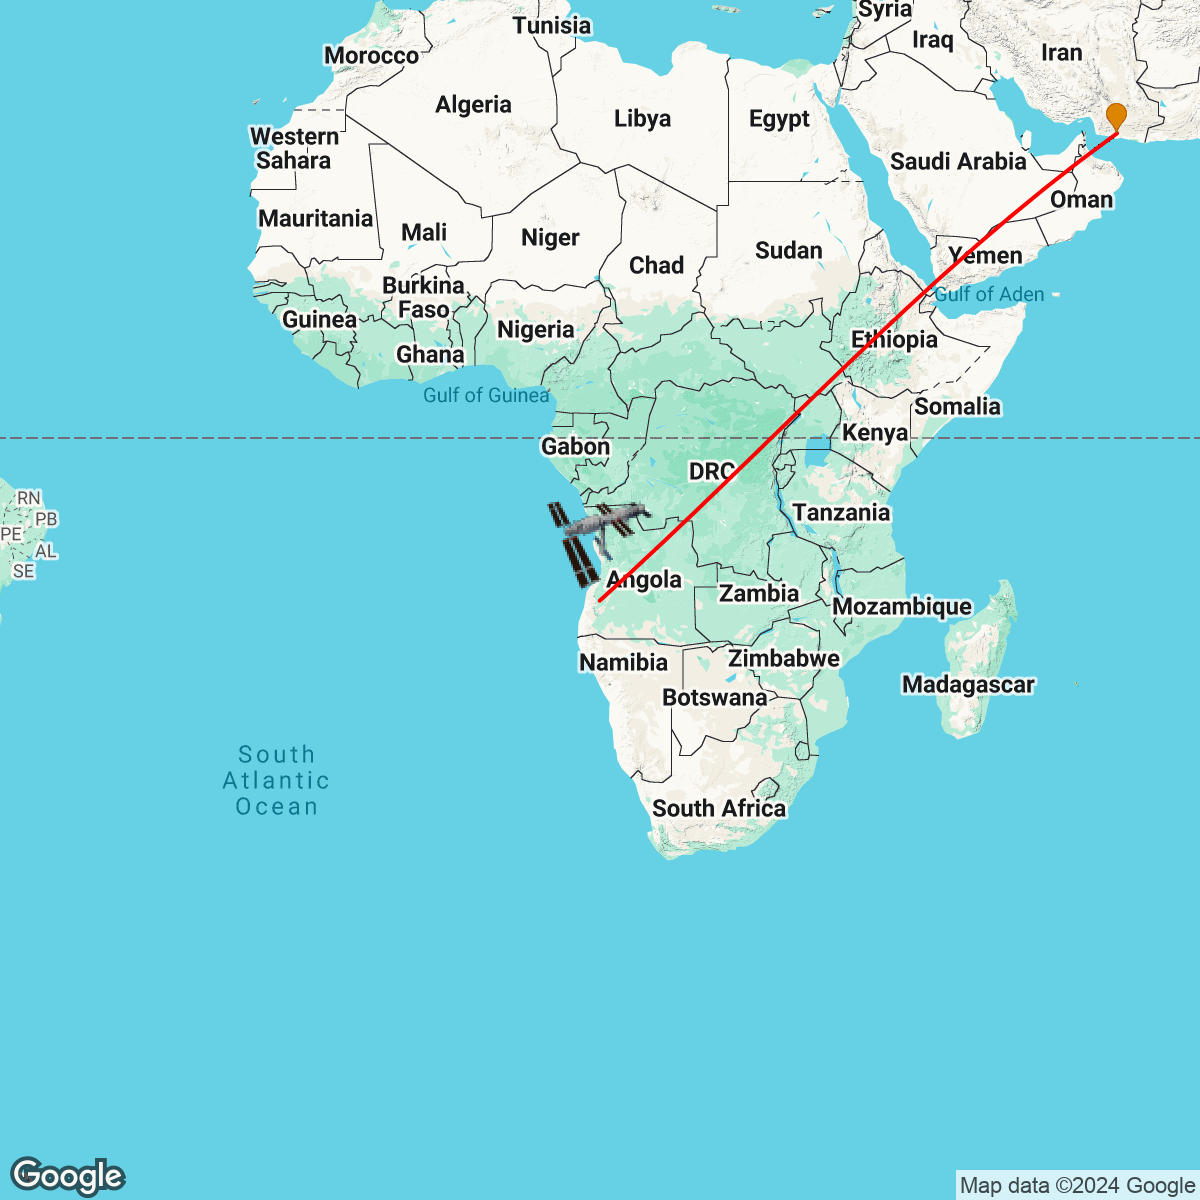 Syria
Tunisia
Iraq
Morocco
Iran
Algeria
Libya
Egypt
Western
Sahara
Saudi Arabia
Oman
Mauritania
Mali
Niger
Sudan
Yemen
Chad
Burkina
Faso
Gulf of Aden
Guinea
Nigeria
Ethiopia
Ghana
Gulf of Guinea
Somalia
Kenya
Gabon
DRC
RN
PB
Tanzania
PE
AL
SE
Angola
Zambia
Mozambique
Namibia
Zimbabwe
Madagascar
Botswana
South
Atlantic
Ocean
South Africa
Google
Map data ©2024 Google